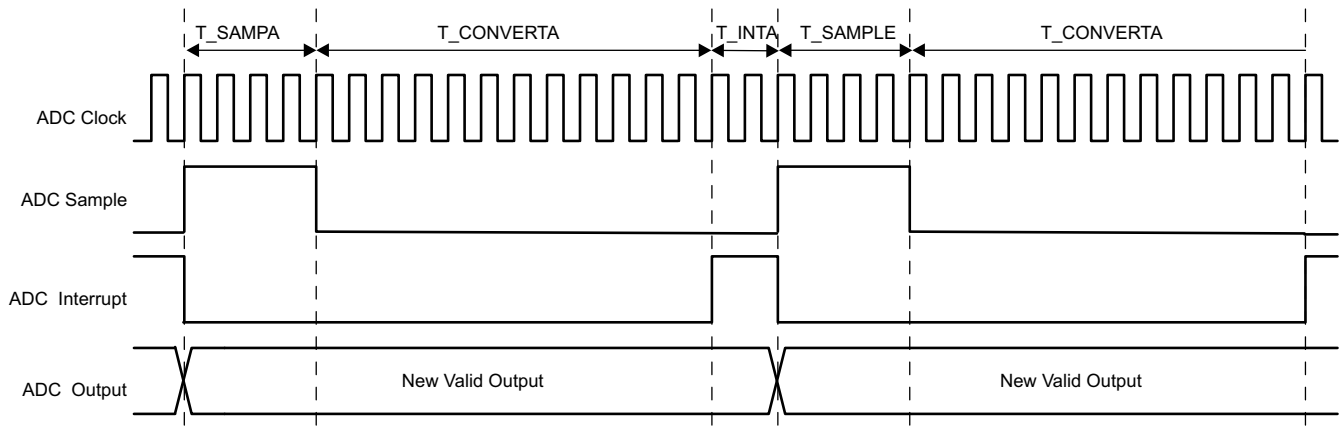 T_SAMPA T_CONVERTA T_INTA T_SAMPLE T_CONVERTA
ADC Clock
ADC Sample
ADC Interrupt
ADC Output New Valid Output New Valid Output